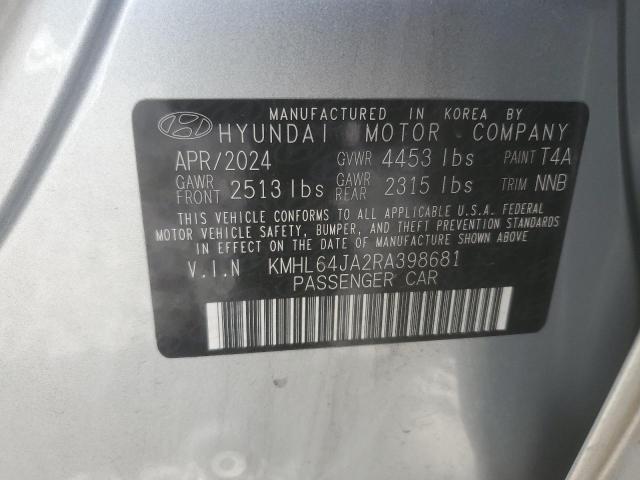 MANUFACTURED IN KOREA BY
HYUNDAI MOTOR COMPANY
APR/2024 GVWR 4453 lbs PAINT T4A
GAWR FRONT 2513 lbs GAWR REAR 2315 lbs TRIM NNB
THIS VEHICLE CONFORMS TO ALL APPLICABLE U.S.A. FEDERAL
MOTOR VEHICLE SAFETY, BUMPER, AND THEFT PREVENTION STANDARDS
IN EFFECT ON THE DATE OF MANUFACTURE SHOWN ABOVE.
V.I.N KMHL64JA2RA398681
PASSENGER CAR